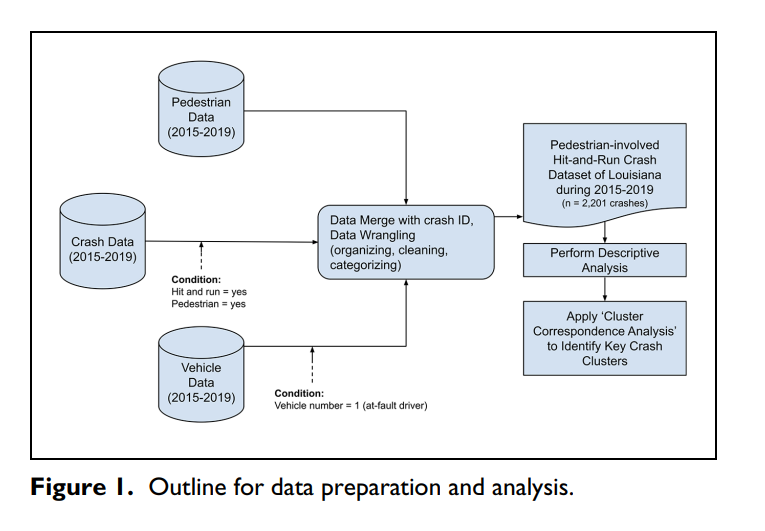 Pedestrian
Data
(2015-2019)
Crash Data
(2015-2019)
Condition:
Hit and run = yes
Pedestrian = yes
Vehicle
Data
(2015-2019)
Condition:
Vehicle number = 1 (at-fault driver)
Data Merge with crash ID,
Data Wrangling
(organizing, cleaning,
categorizing)
Pedestrian-involved
Hit-and-Run Crash
Dataset of Louisiana
during 2015-2019
(n = 2,201 crashes)
Perform Descriptive
Analysis
Apply ‘Cluster
Correspondence Analysis’
to Identify Key Crash
Clusters
Figure 1. Outline for data preparation and analysis.